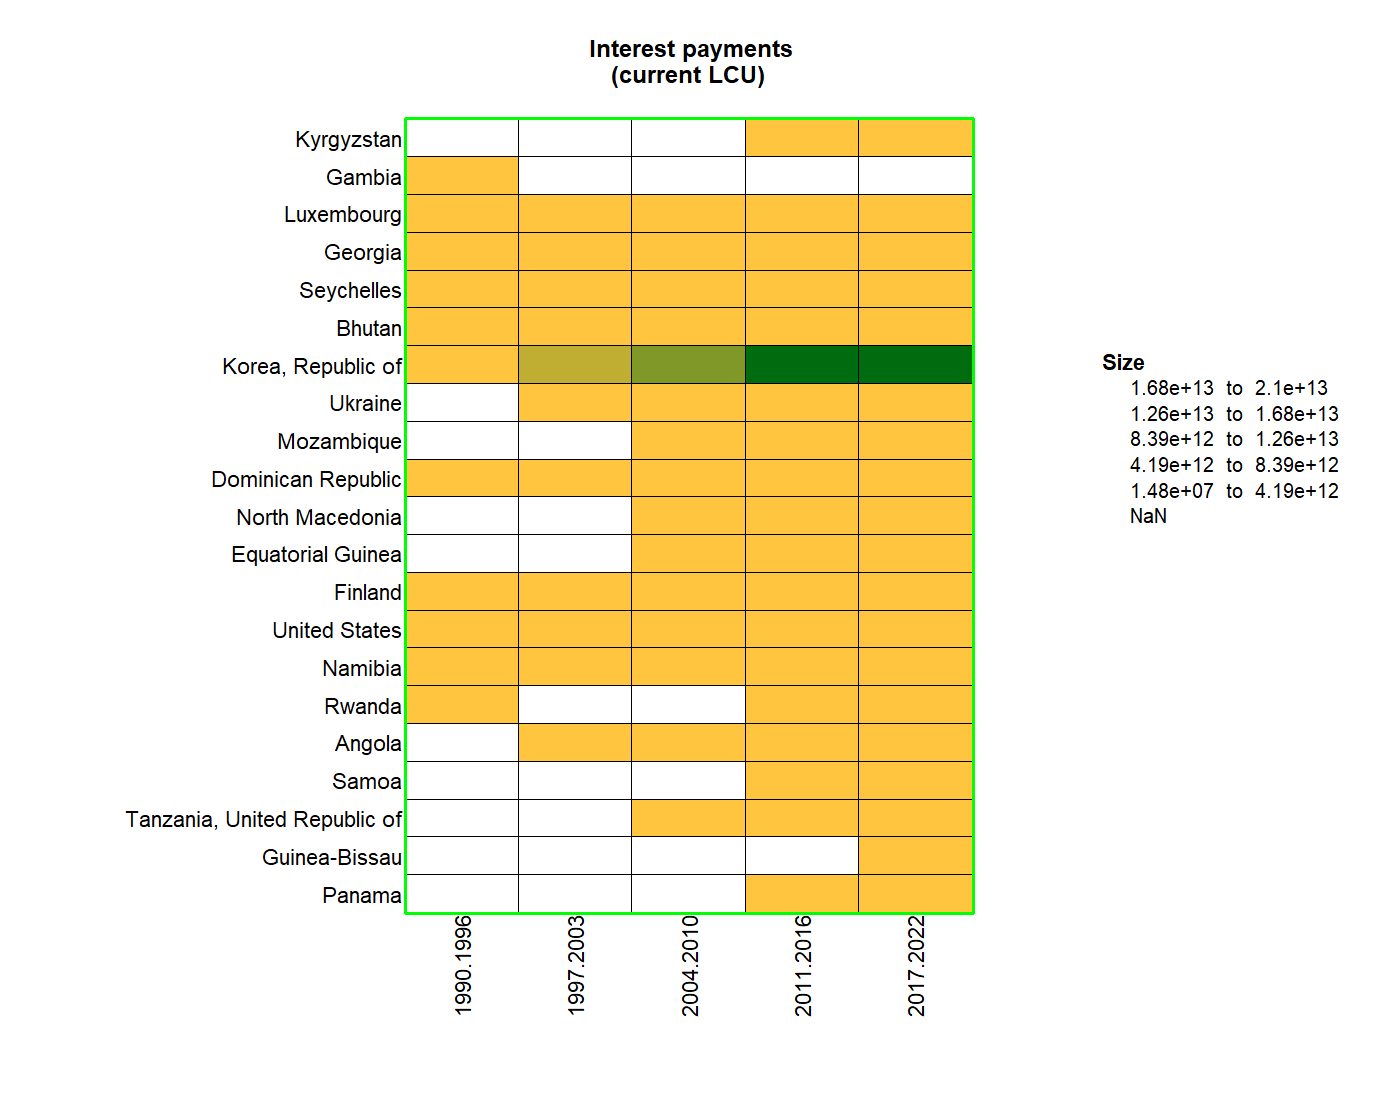 Interest payments
(current LCU)
Kyrgyzstan
Gambia
Luxembourg
Georgia
Seychelles
Bhutan
Korea, Republic of
Ukraine
Mozambique
Dominican Republic
North Macedonia
Equatorial Guinea
Finland
United States
Namibia
Rwanda
Angola
Samoa
Tanzania, United Republic of
Guinea-Bissau
Panama
1990.1996
1997.2003
2004.2010
2011.2016
2017.2022
Size
1.68e+13 to 2.1e+13
1.26e+13 to 1.68e+13
8.39e+12 to 1.26e+13
4.19e+12 to 8.39e+12
1.48e+07 to 4.19e+12
NaN